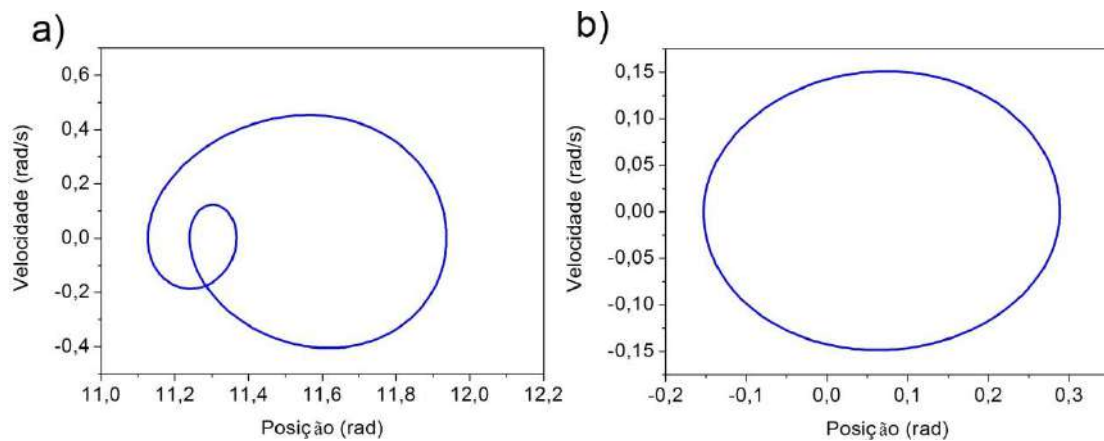 a)
Velocidade (rad/s)
0,6
0,4
0,2
0,0
-0,2
-0,4
11,0 11,2 11,4 11,6 11,8 12,0 12,2
Posição (rad)
b)
Velocidade (rad/s)
0,15
0,10
0,05
0,00
-0,05
-0,10
-0,15
-0,2 -0,1 0,0 0,1 0,2 0,3
Posição (rad)